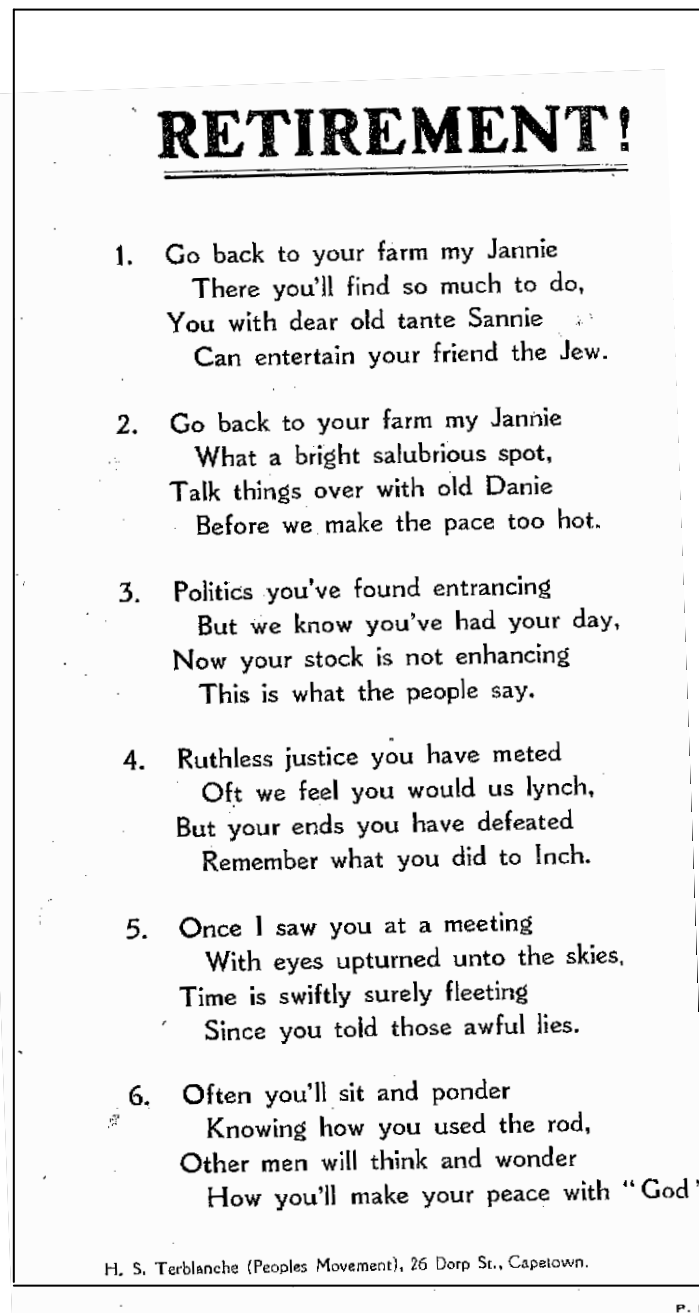 RETIREMENT!
1. Go back to your farm my Jannie
There you'll find so much to do,
You with dear old tante Sannie
Can entertain your friend the Jew.
2. Go back to your farm my Jannie
What a bright salubrious spot,
Talk things over with old Danie
Before we make the pace too hot.
3. Politics you've found entrancing
But we know you've had your day,
Now your stock is not enhancing
This is what the people say.
4. Ruthless justice you have meted
Oft we feel you would us lynch,
But your ends you have defeated
Remember what you did to Inch.
5. Once I saw you at a meeting
With eyes upturned unto the skies,
Time is swiftly surely fleeting
Since you told those awful lies.
6. Often you'll sit and ponder
Knowing how you used the rod,
Other men will think and wonder
How you'll make your peace with "God"
H. S. Terblanche (Peoples Movement), 26 Dorp St., Capetown.